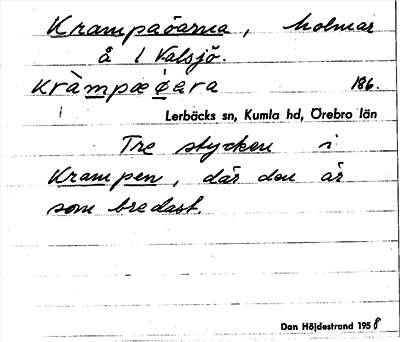 Krampaöarna, holmar
å l Valsjö.
kràmpæøara 186.
Lerbäcks sn, Kumla hd, Örebro län
Tre stycken i
Krampen, där den är
som bredast.
Dan Höjdestrand 1958